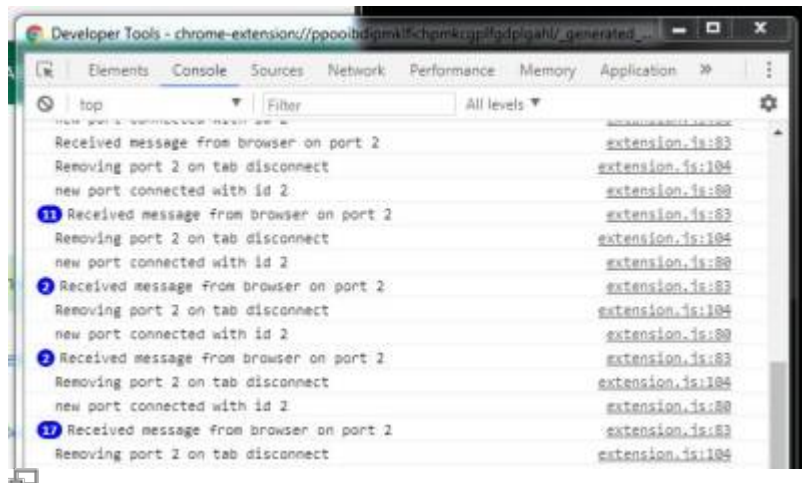 Developer Tools - chrome-extension://
Elements Console Sources Network Performance Memory Application »
top ▼ Filter All levels ▼
new port connected with id 2
Received message from browser on port 2 extension.js:83
Removing port 2 on tab disconnect extension.js:104
new port connected with id 2 extension.js:80
11 Received message from browser on port 2 extension.js:83
Removing port 2 on tab disconnect extension.js:104
new port connected with id 2 extension.js:80
2 Received message from browser on port 2 extension.js:83
Removing port 2 on tab disconnect extension.js:104
new port connected with id 2 extension.js:80
2 Received message from browser on port 2 extension.js:83
Removing port 2 on tab disconnect extension.js:104
new port connected with id 2 extension.js:80
17 Received message from browser on port 2 extension.js:83
Removing port 2 on tab disconnect extension.js:104